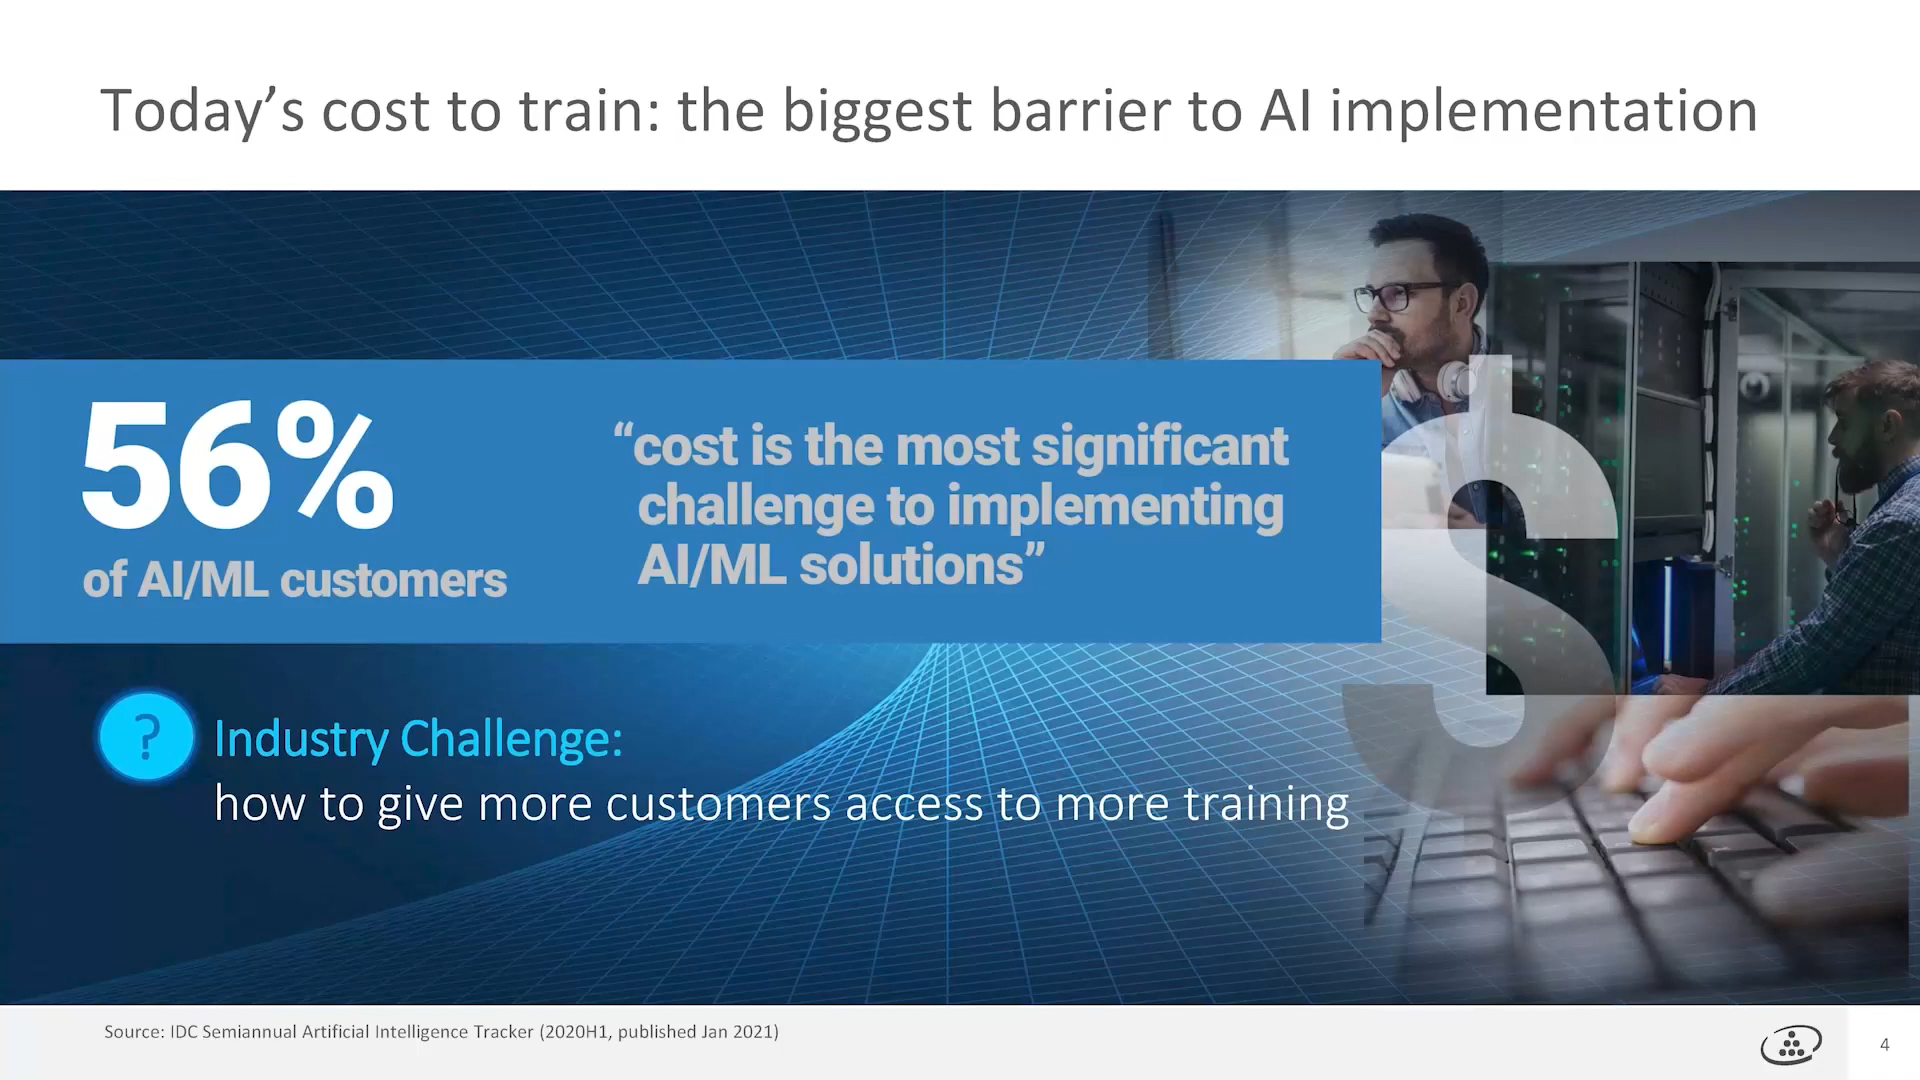 Today’s cost to train: the biggest barrier to AI implementation
56%
of AI/ML customers
“cost is the most significant
challenge to implementing
AI/ML solutions”
?
Industry Challenge:
how to give more customers access to more training
Source: IDC Semiannual Artificial Intelligence Tracker (2020H1, published Jan 2021)
4